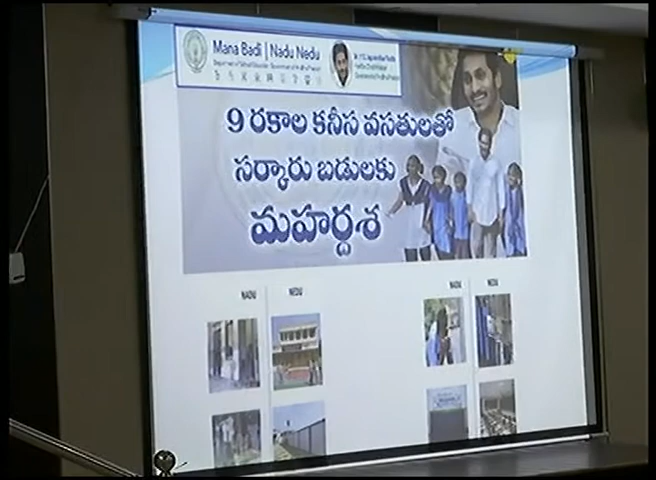 Mana Badi | Nadu Nedu
9 రకాల కనీస వసతులతో
సర్కారు బడులకు
మహర్దశ
NADU NEDU
NADU NEDU